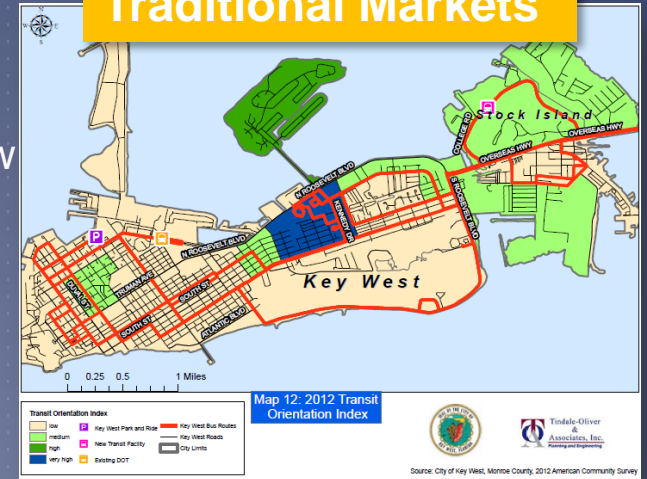 Traditional Markets
N
W
E
S
w
Stock Island
COLLEGE RD
OVERSEAS HWY
OVERSEAS HWY
N ROOSEVELT BLVD
KENNEDY DR
S ROOSEVELT BLVD
P
N ROOSEVELT BLVD
Key West
DUVAL ST
TRUMAN AVE
SOUTH ST
SOUTH ST
ATLANTIC BLVD
0 0.25 0.5 1 Miles
Map 12: 2012 Transit
Orientation Index
Transit Orientation Index
low
medium
high
very high
P Key West Park and Ride
New Transit Facility
Existing DOT
Key West Bus Routes
Key West Roads
City Limits
Tindale-Oliver
&
Associates, Inc.
Planning and Engineering
Source: City of Key West, Monroe County, 2012 American Community Survey